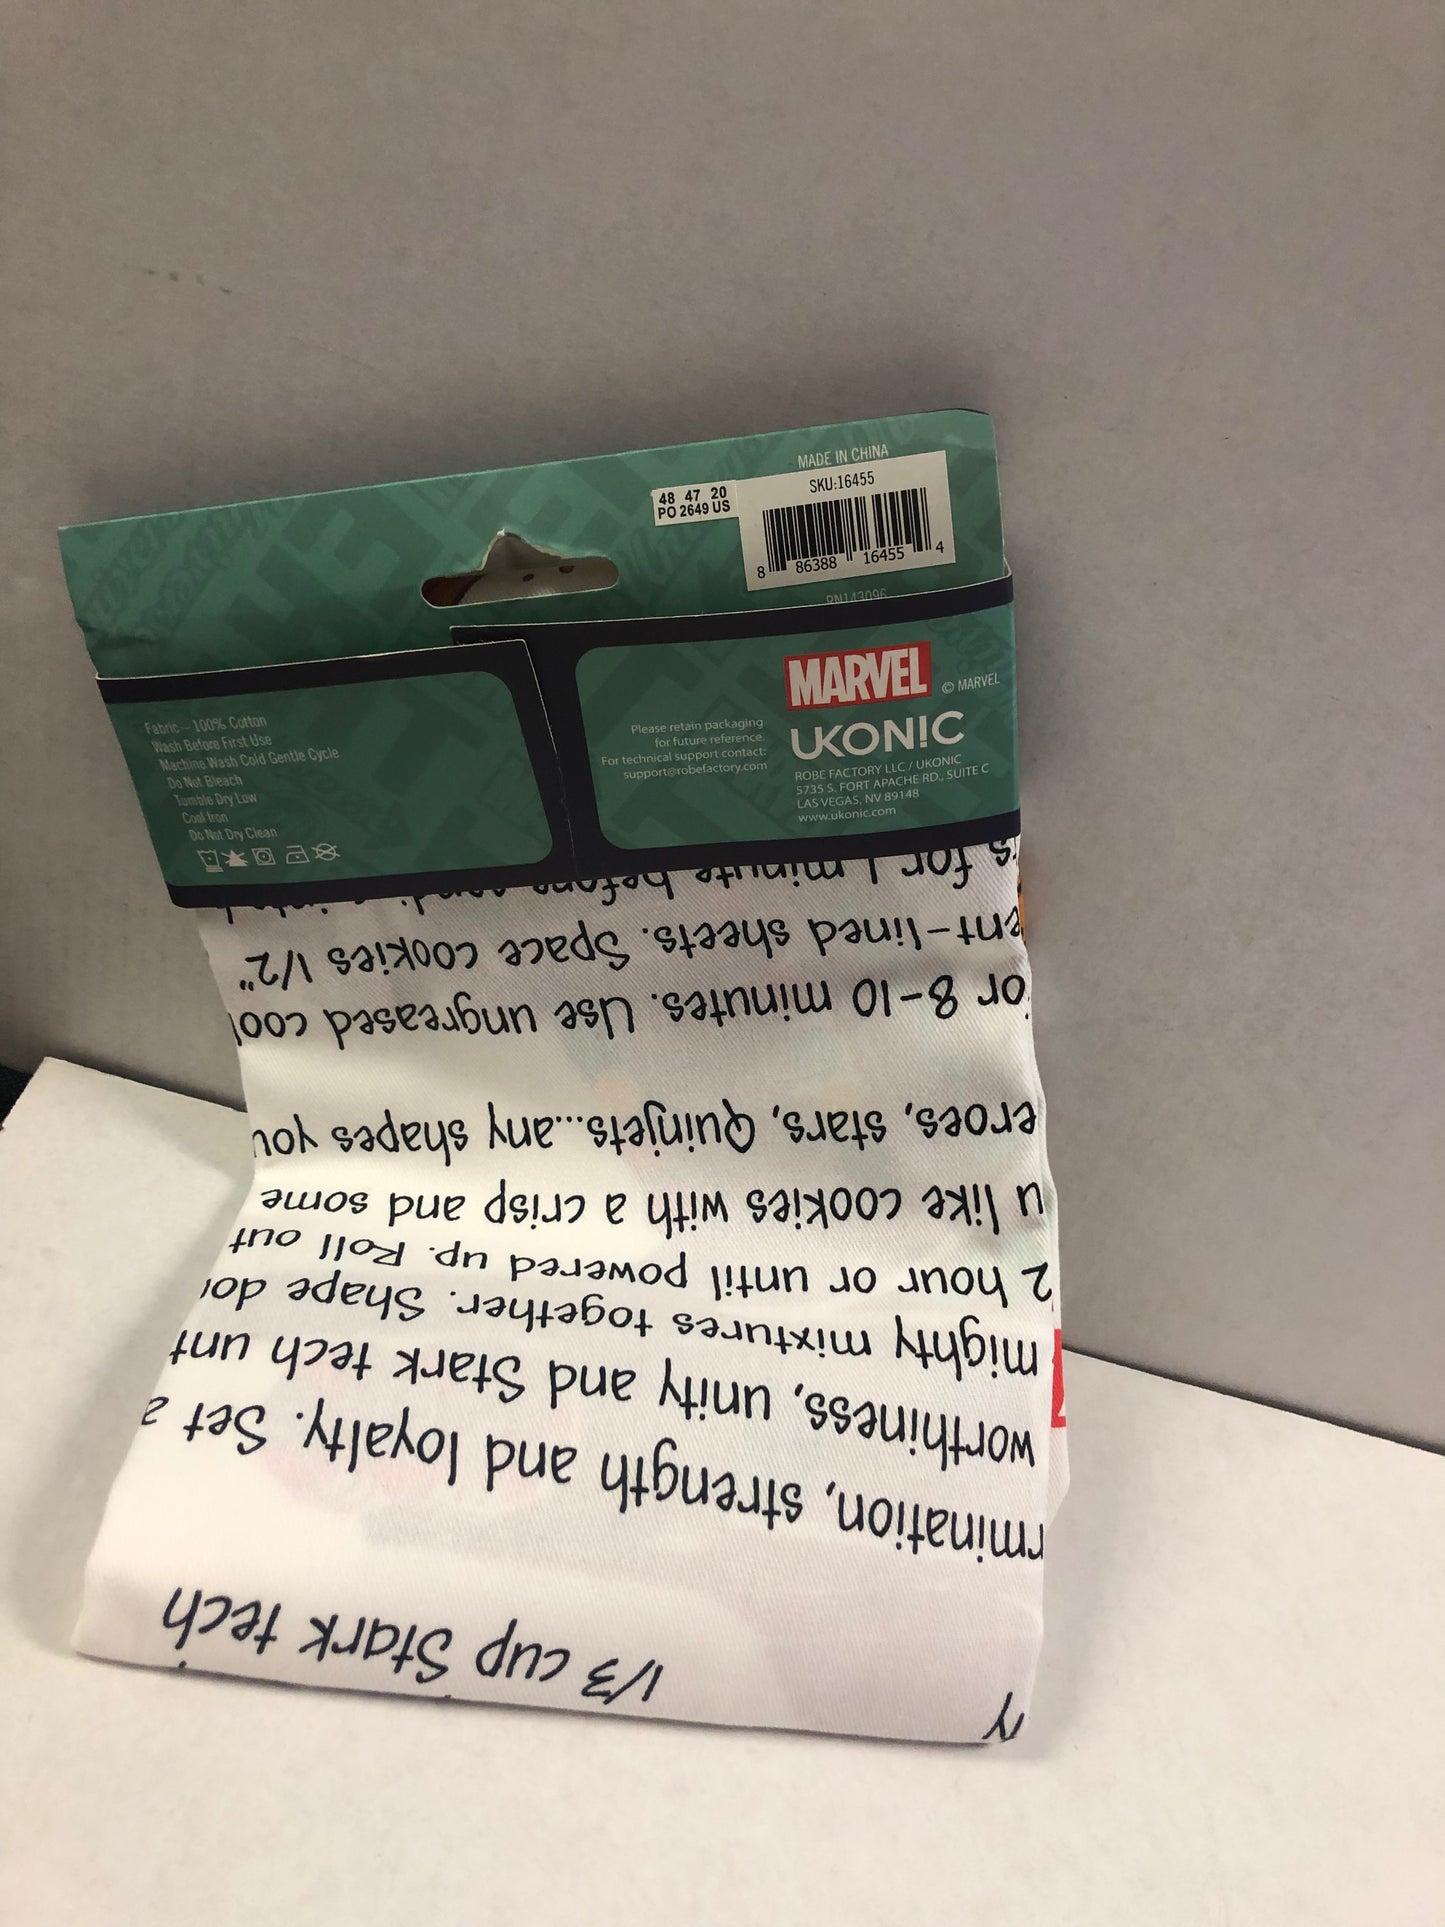 MADE IN CHINA
SKU:16455
48 47 20
PO 2649 US
8 86388 16455 4
RN143096
Fabric – 100% Cotton
Wash Before First Use
Machine Wash Cold Gentle Cycle
Do Not Bleach
Tumble Dry Low
Cool Iron
Do Not Dry Clean
Please retain packaging
for future reference.
For technical support contact:
support@robefactory.com
MARVEL
© MARVEL
UKONIC
ROBE FACTORY LLC / UKONIC
5735 S. FORT APACHE RD., SUITE C
LAS VEGAS, NV 89148
www.ukonic.com
y
1/3 cup Stark tech
rmination, strength and loyalty. Set a
worthiness, unity and Stark tech unt
mighty mixtures together. Shape do
2 hour or until powered up. Roll out
u like cookies with a crisp and some
eroes, stars, Quinjets...any shapes you
or 8-10 minutes. Use ungreased coo
ent-lined sheets. Space cookies 1/2"
s for 1 minute before